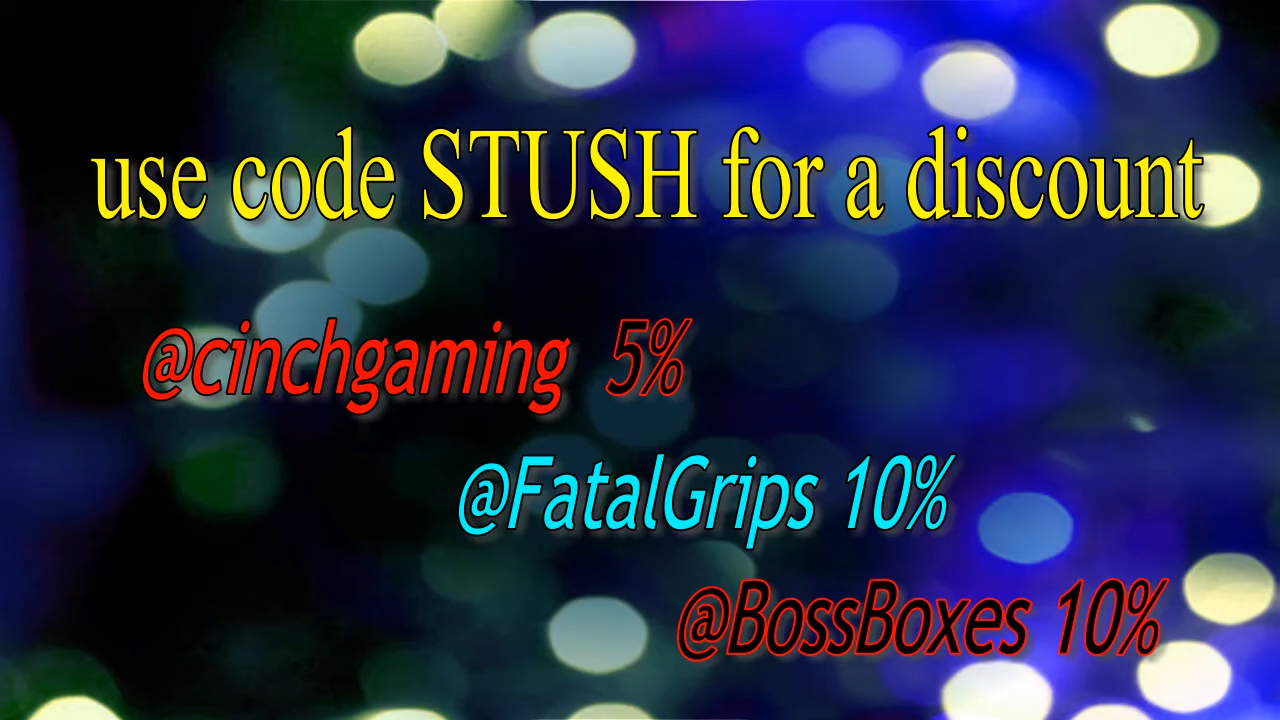 use code STUSH for a discount
@cinchgaming 5%
@FatalGrips 10%
@BossBoxes 10%